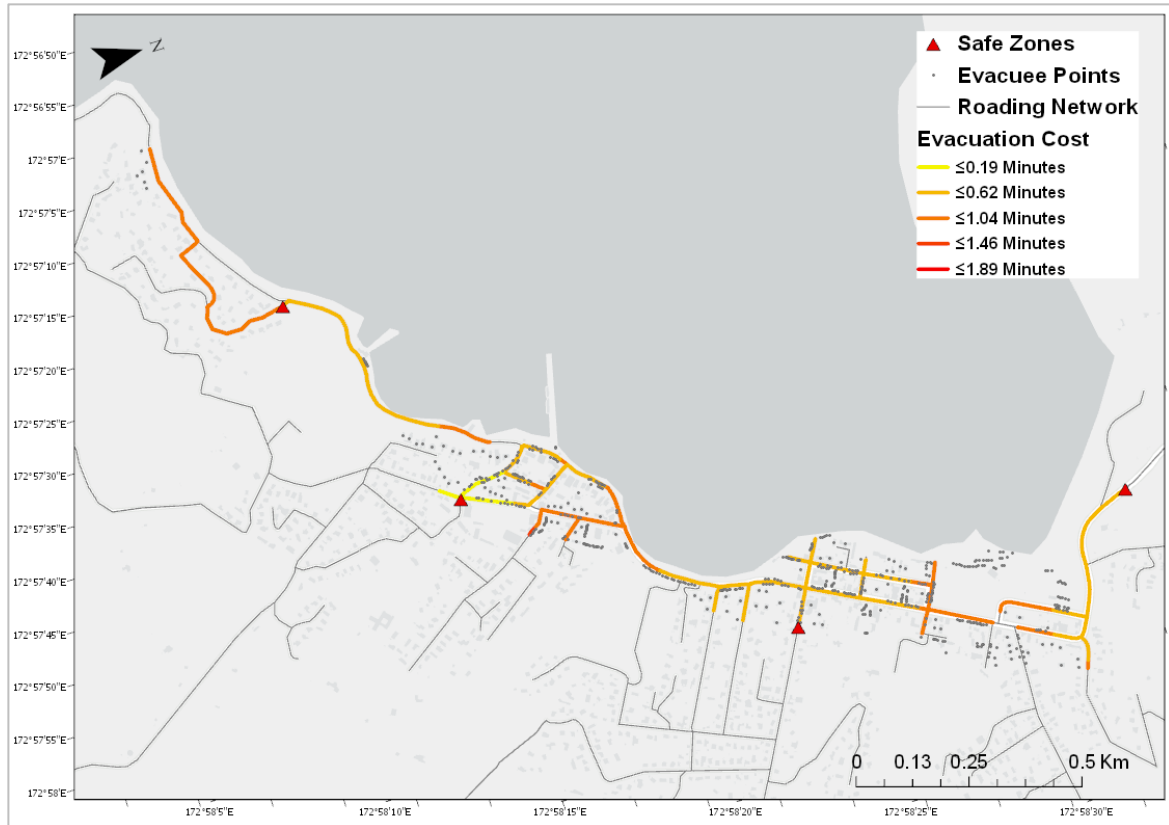 N
Safe Zones
Evacuee Points
Roading Network
Evacuation Cost
≤0.19 Minutes
≤0.62 Minutes
≤1.04 Minutes
≤1.46 Minutes
≤1.89 Minutes
172°56'50"E
172°56'55"E
172°57'E
172°57'5"E
172°57'10"E
172°57'15"E
172°57'20"E
172°57'25"E
172°57'30"E
172°57'35"E
172°57'40"E
172°57'45"E
172°57'50"E
172°57'55"E
172°58'E
0 0.13 0.25 0.5 Km
172°58'5"E 172°58'10"E 172°58'15"E 172°58'20"E 172°58'25"E 172°58'30"E